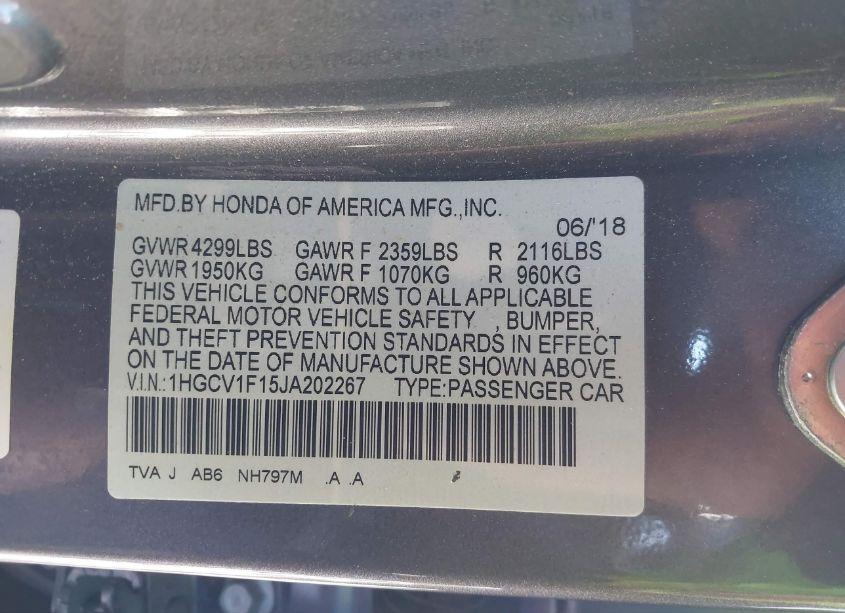 MFD.BY HONDA OF AMERICA MFG.,INC.
06/'18
GVWR 4299LBS GAWR F 2359LBS R 2116LBS
GVWR 1950KG GAWR F 1070KG R 960KG
THIS VEHICLE CONFORMS TO ALL APPLICABLE
FEDERAL MOTOR VEHICLE SAFETY , BUMPER,
AND THEFT PREVENTION STANDARDS IN EFFECT
ON THE DATE OF MANUFACTURE SHOWN ABOVE.
V.I.N.:1HGCV1F15JA202267 TYPE:PASSENGER CAR
TVA J AB6 NH797M .A .A